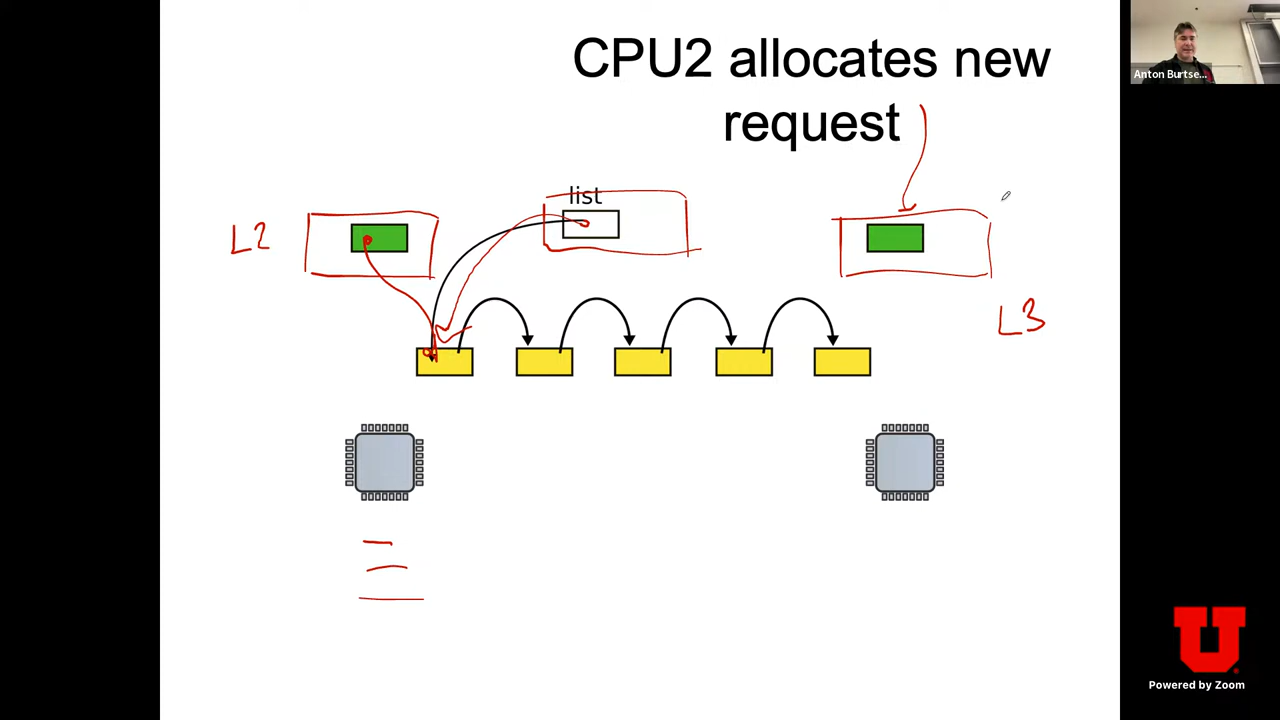 CPU2 allocates new
request
Anton Burtse...
list
L2
L3
U
Powered by Zoom